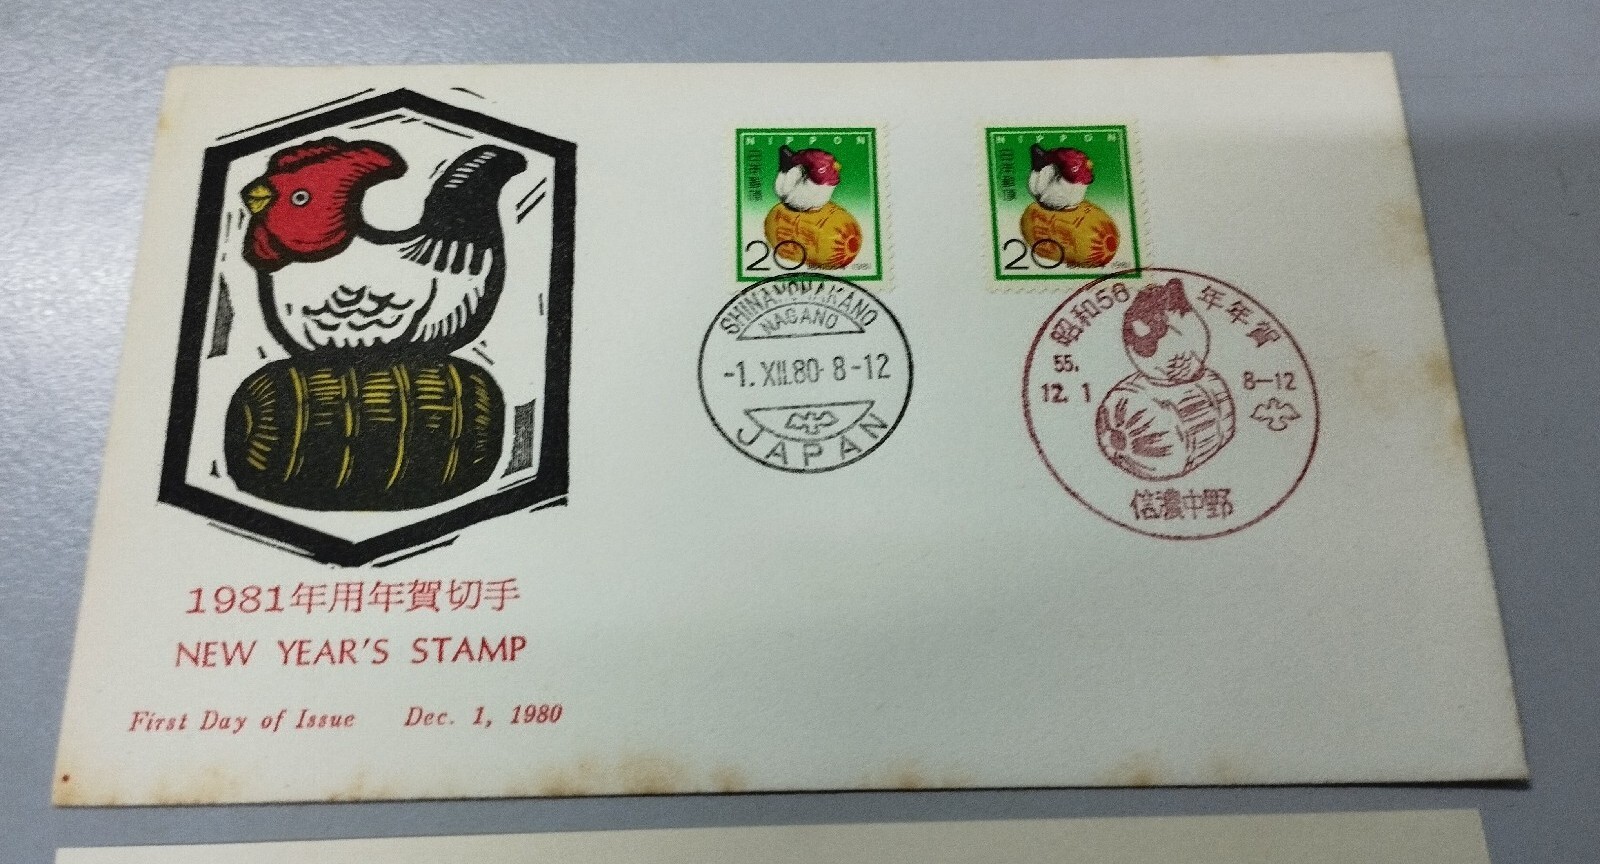 NIPPON
日本郵便
20
1981
NIPPON
日本郵便
20
1981
SHINANONAKANO
NAGANO
-1.XII.80. 8-12
JAPAN
昭和56年年賀
55.
12. 1
8-12
信濃中野
1981年用年賀切手
NEW YEAR'S STAMP
First Day of Issue Dec. 1, 1980